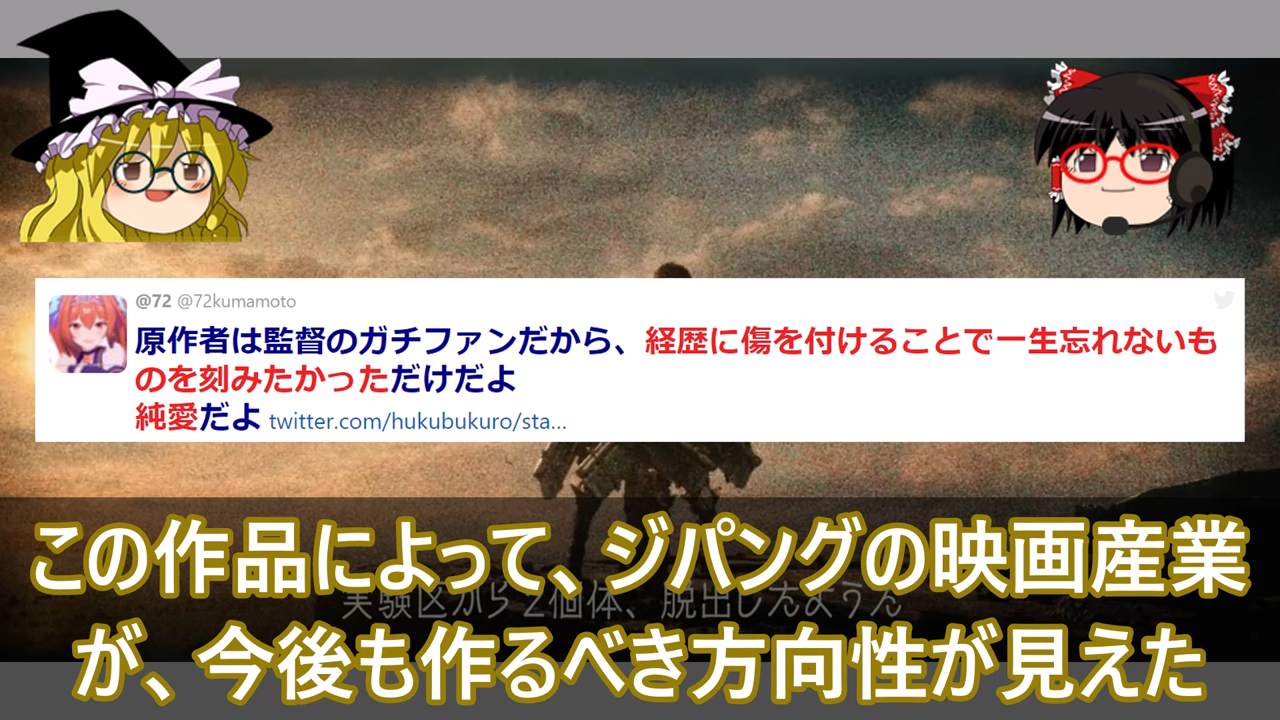 @72 @72kumamoto
原作者は監督のガチファンだから、経歴に傷を付けることで一生忘れないも
のを刻みたかっただけだよ
純愛だよ twitter.com/hukubukuro/sta...
この作品によって、ジパングの映画産業
実験区から2個体、脱出したようだ
が、今後も作るべき方向性が見えた